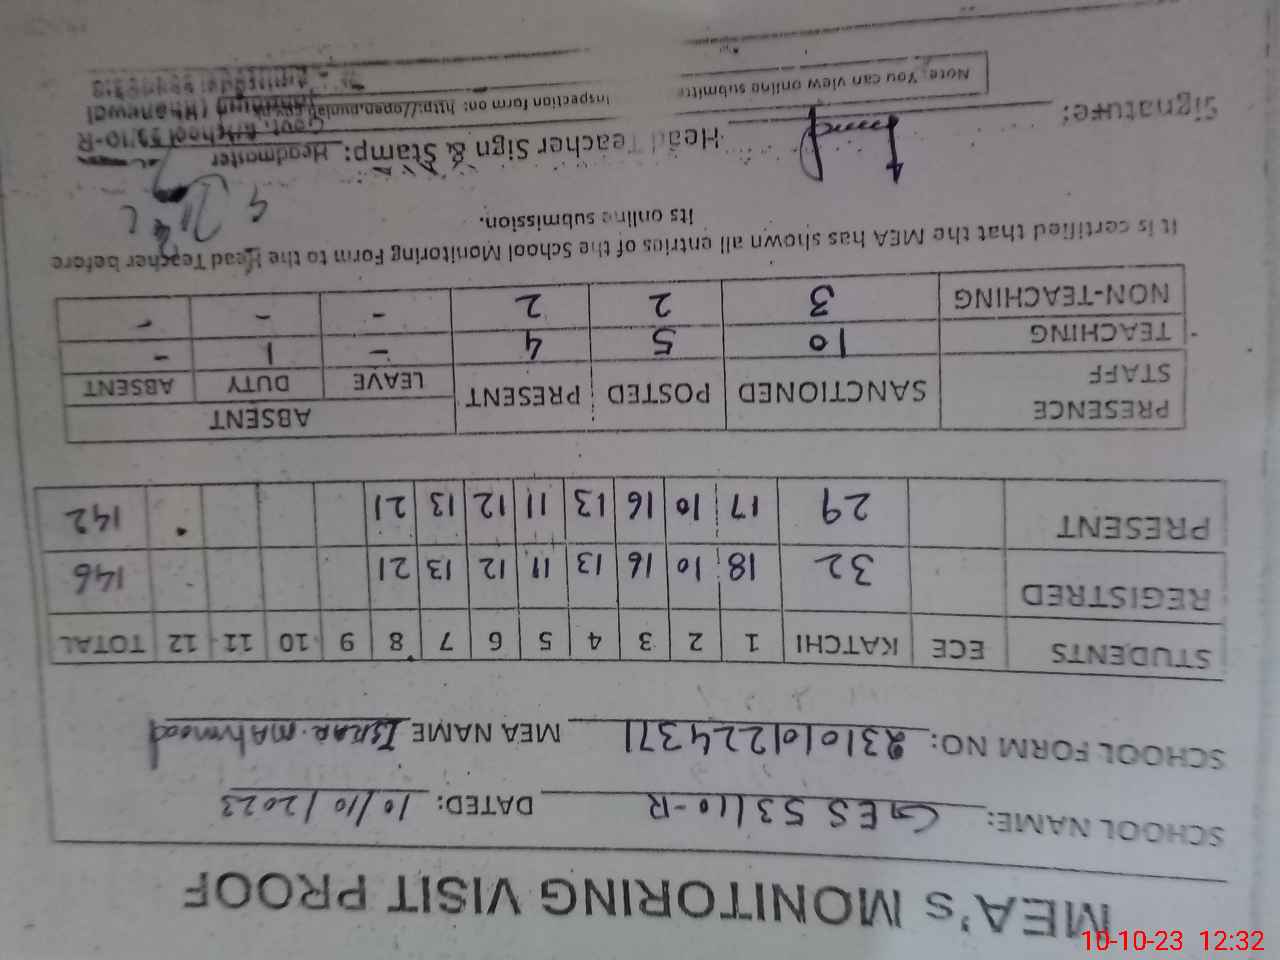 MEA's MONITORING VISIT PROOF
SCHOOL NAME: GES 53/10-R DATED: 10/10/2023
SCHOOL FORM NO: 2310101224371 MEA NAME Israr Mahmood
STUDENTS ECE KATCHI 1 2 3 4 5 6 7 8 9 10 11 12 TOTAL
REGISTRED 32 18 10 16 13 11 12 13 21 146
PRESENT 29 17 10 16 13 11 12 13 21 142
PRESENCE STAFF SANCTIONED POSTED PRESENT ABSENT
LEAVE DUTY ABSENT
TEACHING 10 5 4 - 1 -
NON-TEACHING 3 2 2 - - -
It is certified that the MEA has shown all entries of the School Monitoring Form to the Head Teacher before
its online submission.
Signature: Head Teacher Sign & Stamp: Headmaster
Govt. E/School 53/10-R
(Khanewal
Note: You can view online submitte
Inspection form on: http://open.punjab
10-10-23 12:32